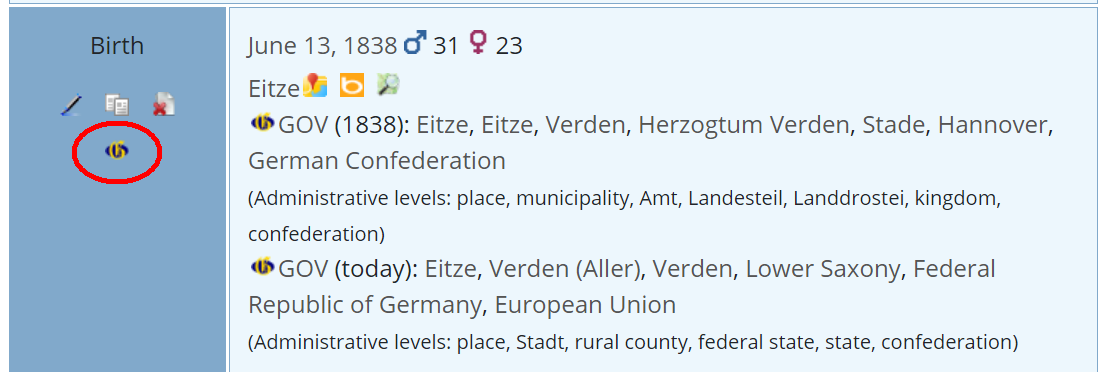 Birth
June 13, 1838 ♂ 31 ♀ 23
Eitze
GOV (1838): Eitze, Eitze, Verden, Herzogtum Verden, Stade, Hannover,
German Confederation
(Administrative levels: place, municipality, Amt, Landesteil, Landdrostei, kingdom,
confederation)
GOV (today): Eitze, Verden (Aller), Verden, Lower Saxony, Federal
Republic of Germany, European Union
(Administrative levels: place, Stadt, rural county, federal state, state, confederation)